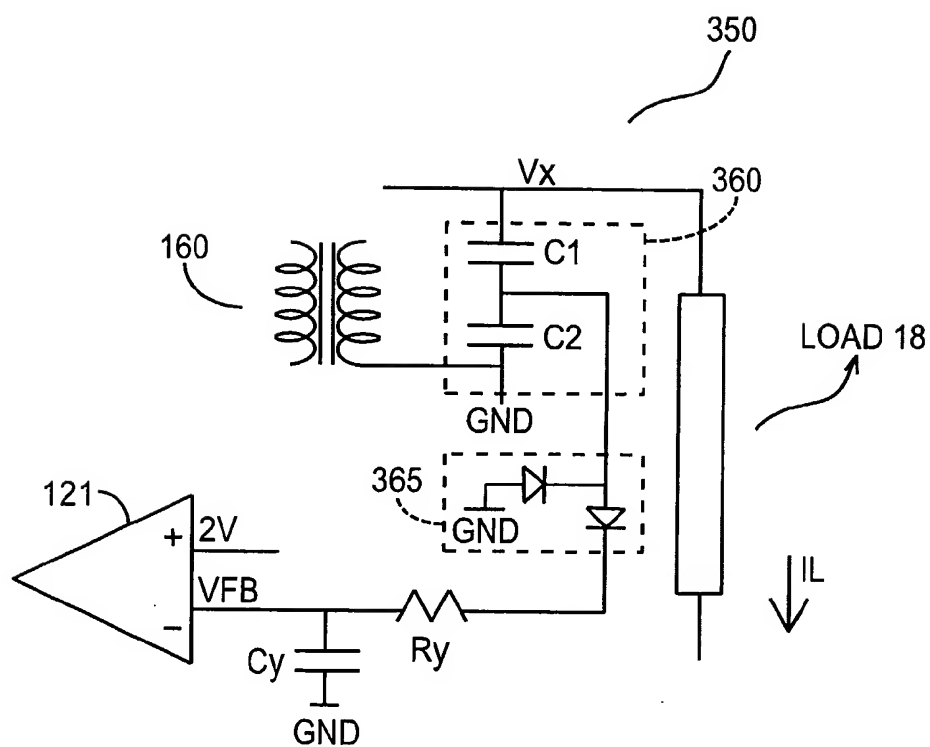 350
Vx
360
C1
160
C2
LOAD 18
GND
365
GND
121
+
2V
VFB
-
IL
Ry
Cy
GND